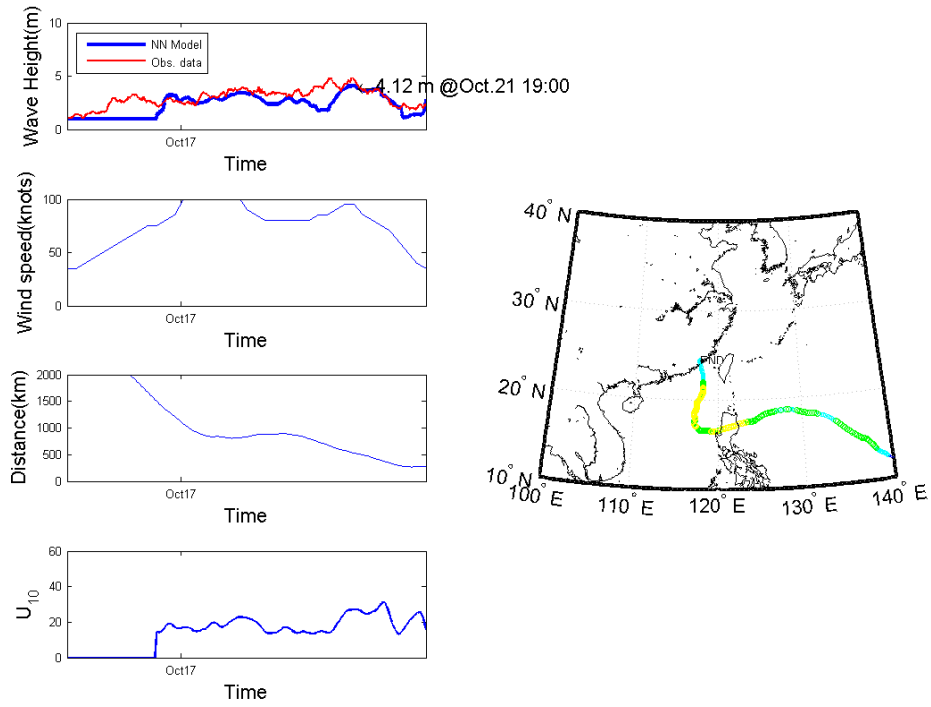 Wave Height(m)
10
5
0
NN Model
Obs. data
4.12 m @Oct.21 19:00
Oct17
Time
Wind speed(knots)
100
50
0
Oct17
Time
Distance(km)
2000
1500
1000
500
0
Oct17
Time
U10
60
40
20
0
Oct17
Time
40° N
30° N
20° N
10° N
100° E
110° E
120° E
130° E
140° E
END